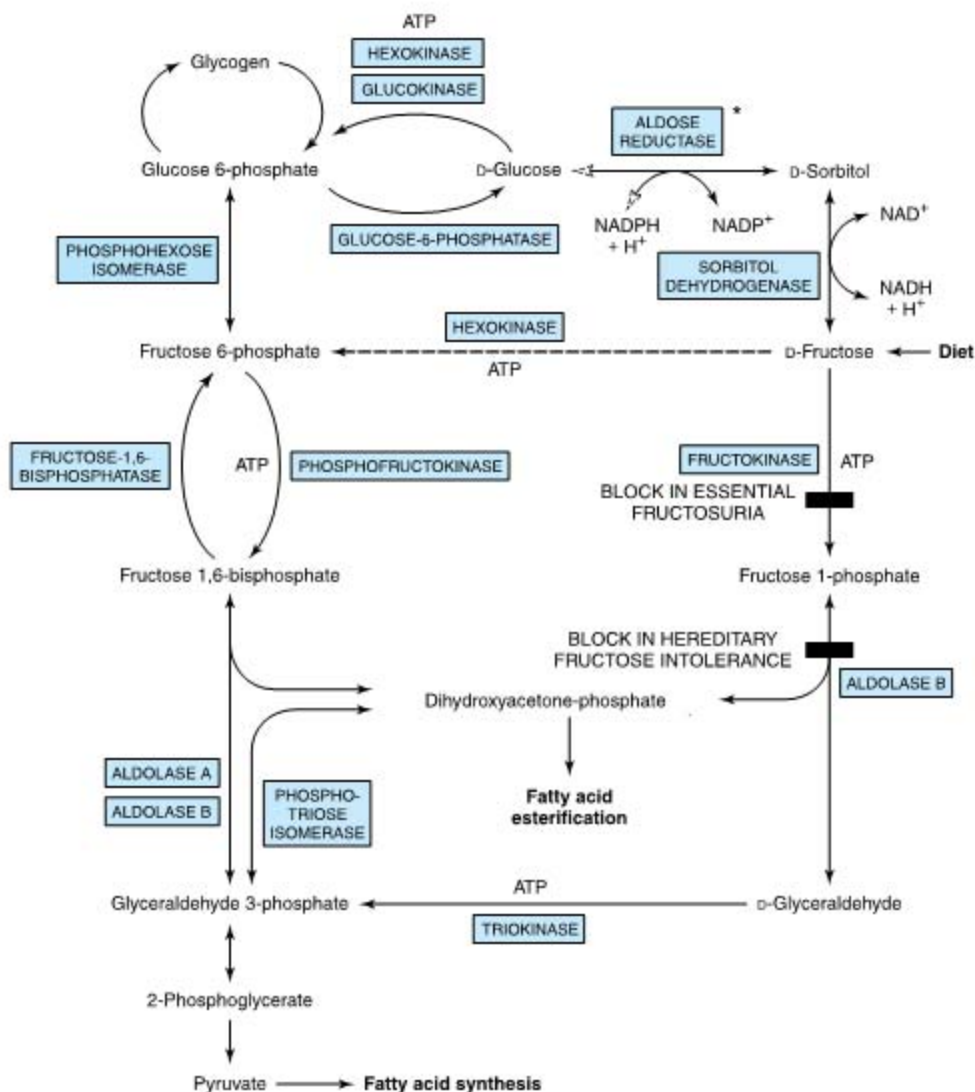 ATP
HEXOKINASE
Glycogen
GLUCOKINASE
ALDOSE
REDUCTASE
*
Glucose 6-phosphate
D-Glucose
D-Sorbitol
NADPH
+ H+
NADP+
NAD+
GLUCOSE-6-PHOSPHATASE
PHOSPHOHEXOSE
ISOMERASE
SORBITOL
DEHYDROGENASE
NADH
+ H+
HEXOKINASE
Fructose 6-phosphate
ATP
D-Fructose
Diet
FRUCTOSE-1,6-
BISPHOSPHATASE
ATP
PHOSPHOFRUCTOKINASE
FRUCTOKINASE
ATP
BLOCK IN ESSENTIAL
FRUCTOSURIA
Fructose 1,6-bisphosphate
Fructose 1-phosphate
BLOCK IN HEREDITARY
FRUCTOSE INTOLERANCE
ALDOLASE B
Dihydroxyacetone-phosphate
ALDOLASE A
ALDOLASE B
PHOSPHO-
TRIOSE
ISOMERASE
Fatty acid
esterification
Glyceraldehyde 3-phosphate
ATP
TRIOKINASE
D-Glyceraldehyde
2-Phosphoglycerate
Pyruvate
Fatty acid synthesis